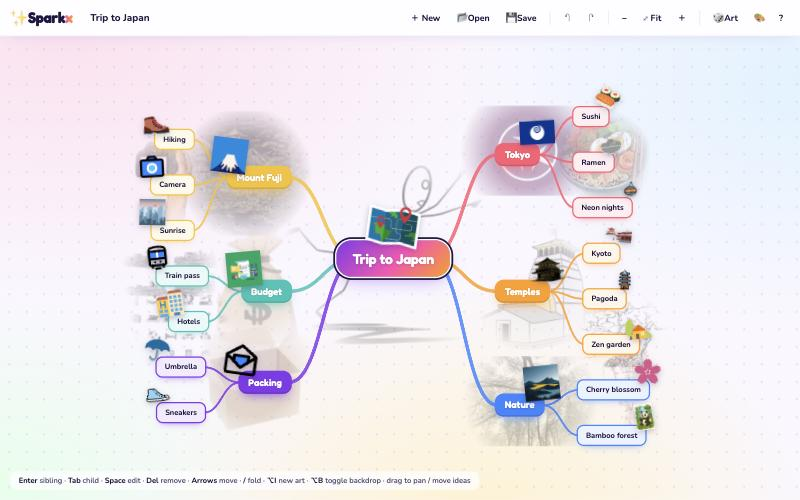 Sparkx
Trip to Japan
+ New
Open
Save
− Fit +
Art
?
Hiking
Camera
Sunrise
Mount Fuji
Train pass
Hotels
Budget
Umbrella
Sneakers
Packing
Trip to Japan
Tokyo
Sushi
Ramen
Neon nights
Temples
Kyoto
Pagoda
Zen garden
Nature
Cherry blossom
Bamboo forest
Enter sibling · Tab child · Space edit · Del remove · Arrows move · / fold · ⌥I new art · ⌥B toggle backdrop · drag to pan / move ideas